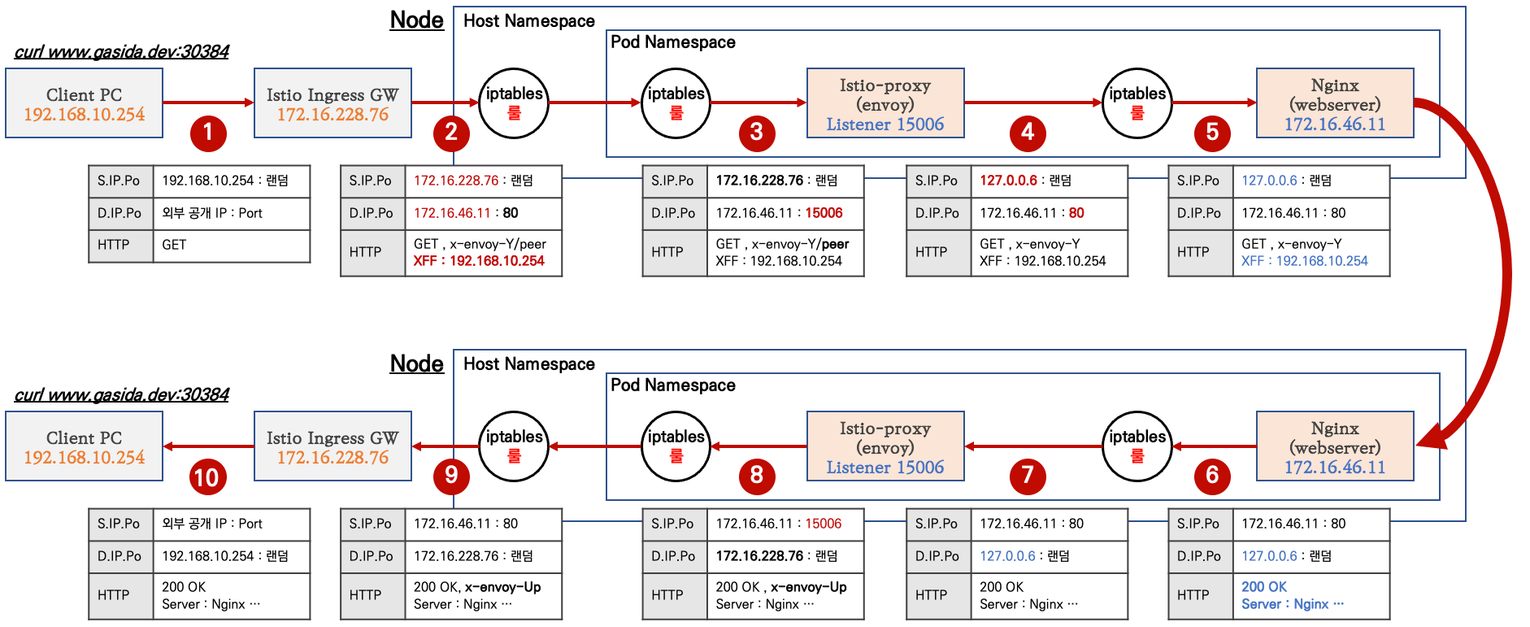 Node
Host Namespace
Pod Namespace
curl www.gasida.dev:30384
Client PC
192.168.10.254
Istio Ingress GW
172.16.228.76
iptables
룰
iptables
룰
Istio-proxy
(envoy)
Listener 15006
iptables
룰
Nginx
(webserver)
172.16.46.11
1
2
3
4
5
S.IP.Po 192.168.10.254 : 랜덤
D.IP.Po 외부 공개 IP : Port
HTTP GET
S.IP.Po 172.16.228.76 : 랜덤
D.IP.Po 172.16.46.11 : 80
HTTP GET , x-envoy-Y/peer
XFF : 192.168.10.254
S.IP.Po 172.16.228.76 : 랜덤
D.IP.Po 172.16.46.11 : 15006
HTTP GET , x-envoy-Y/peer
XFF : 192.168.10.254
S.IP.Po 127.0.0.6 : 랜덤
D.IP.Po 172.16.46.11 : 80
HTTP GET , x-envoy-Y
XFF : 192.168.10.254
S.IP.Po 127.0.0.6 : 랜덤
D.IP.Po 172.16.46.11 : 80
HTTP GET , x-envoy-Y
XFF : 192.168.10.254
Node
Host Namespace
Pod Namespace
curl www.gasida.dev:30384
Client PC
192.168.10.254
Istio Ingress GW
172.16.228.76
iptables
룰
iptables
룰
Istio-proxy
(envoy)
Listener 15006
iptables
룰
Nginx
(webserver)
172.16.46.11
10
9
8
7
6
S.IP.Po 외부 공개 IP : Port
D.IP.Po 192.168.10.254 : 랜덤
HTTP 200 OK
Server : Nginx ⋯
S.IP.Po 172.16.46.11 : 80
D.IP.Po 172.16.228.76 : 랜덤
HTTP 200 OK, x-envoy-Up
Server : Nginx ⋯
S.IP.Po 172.16.46.11 : 15006
D.IP.Po 172.16.228.76 : 랜덤
HTTP 200 OK , x-envoy-Up
Server : Nginx ⋯
S.IP.Po 172.16.46.11 : 80
D.IP.Po 127.0.0.6 : 랜덤
HTTP 200 OK
Server : Nginx ⋯
S.IP.Po 172.16.46.11 : 80
D.IP.Po 127.0.0.6 : 랜덤
HTTP 200 OK
Server : Nginx ⋯